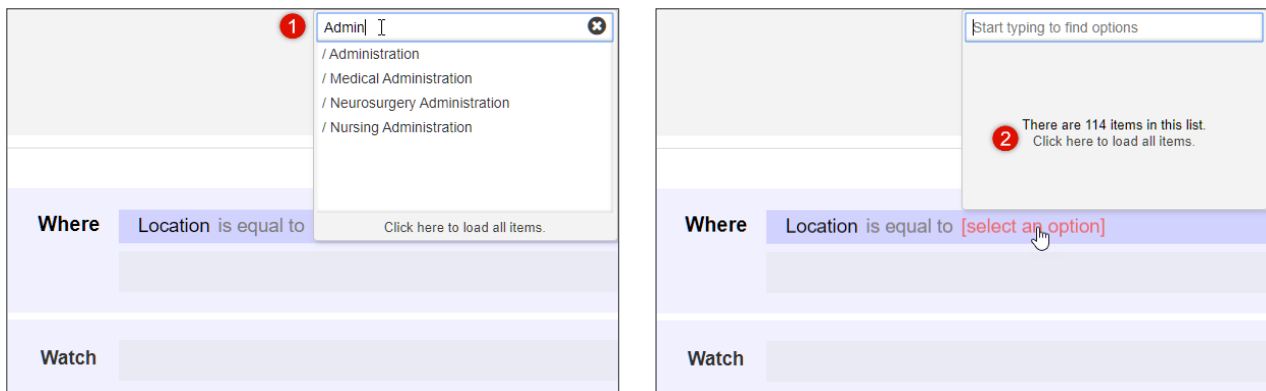 1
Admin
/ Administration
/ Medical Administration
/ Neurosurgery Administration
/ Nursing Administration
Click here to load all items.
Where Location is equal to
Watch
Start typing to find options
2
There are 114 items in this list.
Click here to load all items.
Where Location is equal to [select an option]
Watch